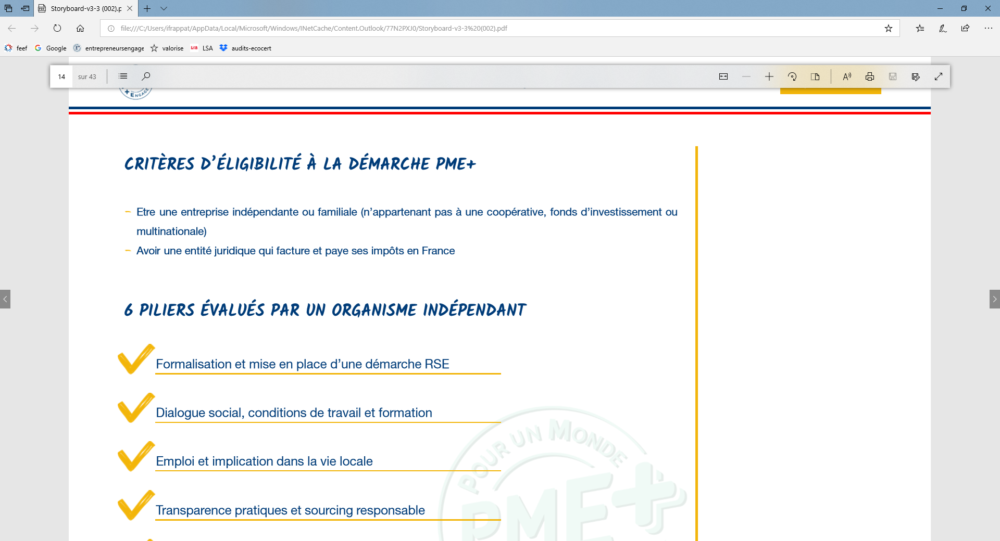 Storyboard-v3-3 (002).p
file:///C:/Users/ifrappat/AppData/Local/Microsoft/Windows/INetCache/Content.Outlook/77N2PXJ0/Storyboard-v3-3%20(002).pdf
feef Google entrepreneursengage valorise LSA audits-ecocert
14 sur 43
+ ENGAGÉ
CRITÈRES D’ÉLIGIBILITÉ À LA DÉMARCHE PME+
– Etre une entreprise indépendante ou familiale (n’appartenant pas à une coopérative, fonds d’investissement ou
multinationale)
– Avoir une entité juridique qui facture et paye ses impôts en France
6 PILIERS ÉVALUÉS PAR UN ORGANISME INDÉPENDANT
Formalisation et mise en place d’une démarche RSE
Dialogue social, conditions de travail et formation
Emploi et implication dans la vie locale
Transparence pratiques et sourcing responsable
POUR UN MONDE
PME+